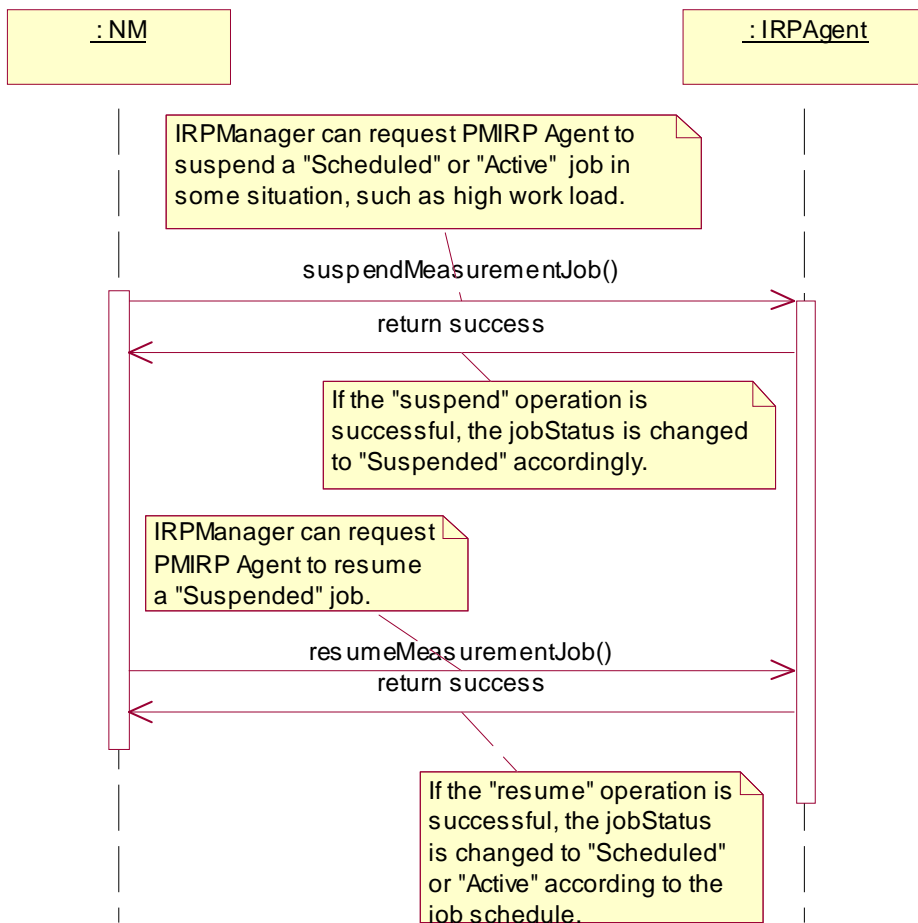 : NM
: IRPAgent
IRPManager can request PMIRP Agent to
suspend a "Scheduled" or "Active" job in
some situation, such as high work load.
suspendMeasurementJob()
return success
If the "suspend" operation is
successful, the jobStatus is changed
to "Suspended" accordingly.
IRPManager can request
PMIRP Agent to resume
a "Suspended" job.
resumeMeasurementJob()
return success
If the "resume" operation is
successful, the jobStatus
is changed to "Scheduled"
or "Active" according to the
job schedule.